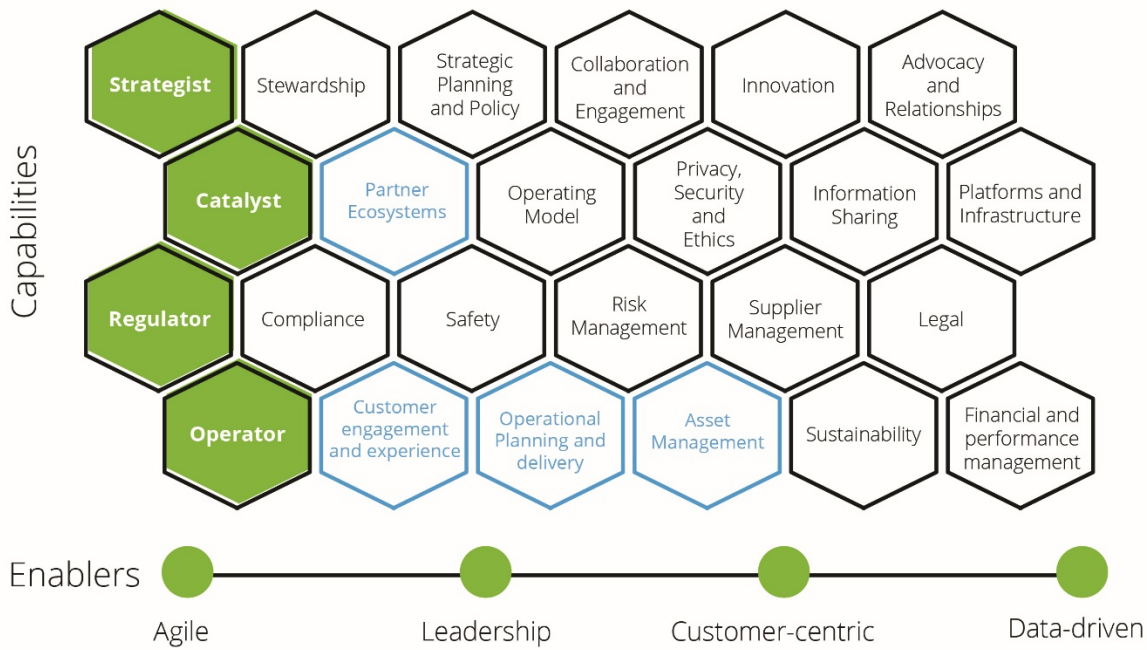 Capabilities
Strategist
Stewardship
Strategic
Planning
and Policy
Collaboration
and
Engagement
Innovation
Advocacy
and
Relationships
Catalyst
Partner
Ecosystems
Operating
Model
Privacy,
Security
and
Ethics
Information
Sharing
Platforms and
Infrastructure
Regulator
Compliance
Safety
Risk
Management
Supplier
Management
Legal
Operator
Customer
engagement
and experience
Operational
Planning and
delivery
Asset
Management
Sustainability
Financial and
performance
management
Enablers
Agile
Leadership
Customer-centric
Data-driven